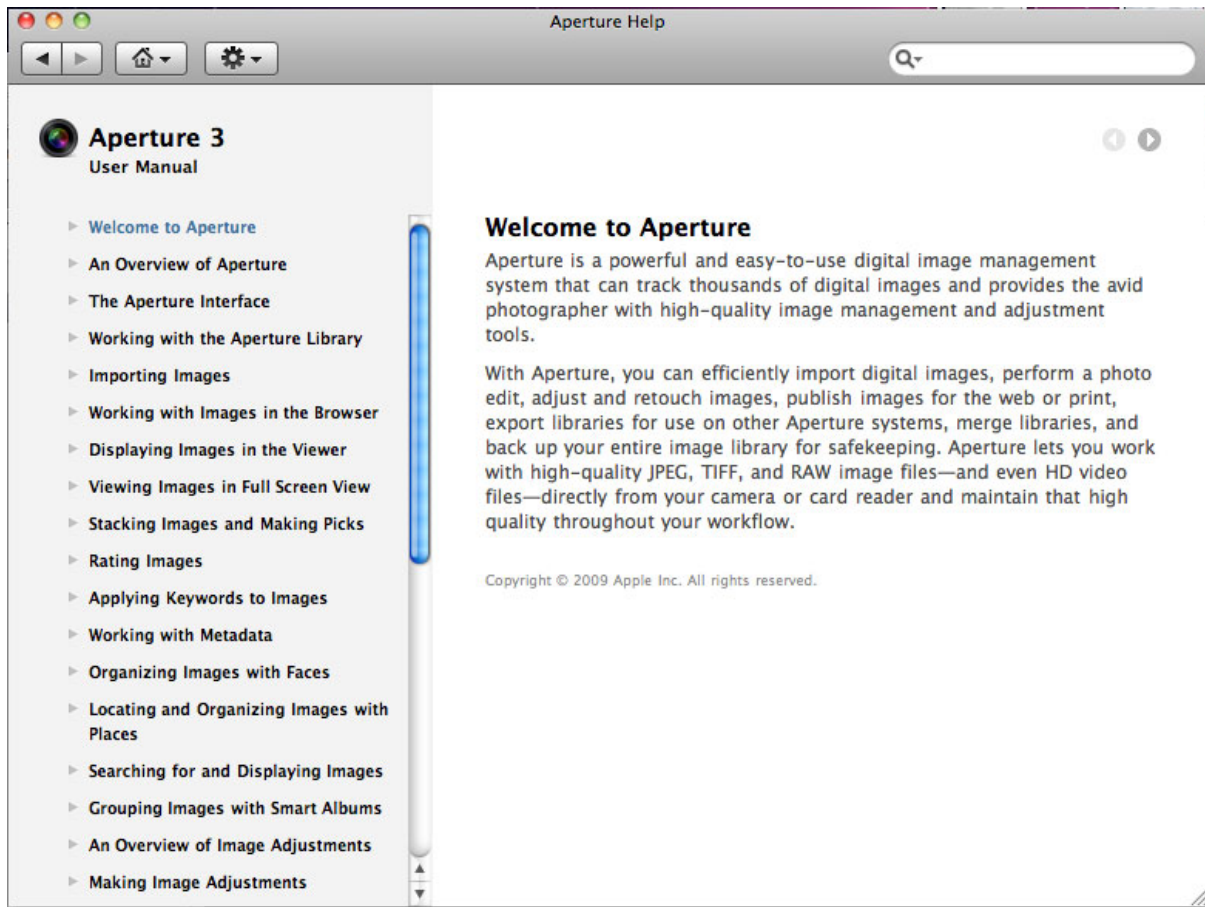 Aperture Help
Aperture 3
User Manual
Welcome to Aperture
An Overview of Aperture
The Aperture Interface
Working with the Aperture Library
Importing Images
Working with Images in the Browser
Displaying Images in the Viewer
Viewing Images in Full Screen View
Stacking Images and Making Picks
Rating Images
Applying Keywords to Images
Working with Metadata
Organizing Images with Faces
Locating and Organizing Images with
Places
Searching for and Displaying Images
Grouping Images with Smart Albums
An Overview of Image Adjustments
Making Image Adjustments
Welcome to Aperture
Aperture is a powerful and easy-to-use digital image management
system that can track thousands of digital images and provides the avid
photographer with high-quality image management and adjustment
tools.
With Aperture, you can efficiently import digital images, perform a photo
edit, adjust and retouch images, publish images for the web or print,
export libraries for use on other Aperture systems, merge libraries, and
back up your entire image library for safekeeping. Aperture lets you work
with high-quality JPEG, TIFF, and RAW image files—and even HD video
files—directly from your camera or card reader and maintain that high
quality throughout your workflow.
Copyright © 2009 Apple Inc. All rights reserved.